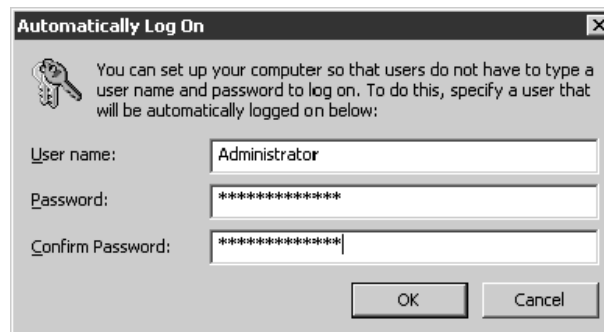 Automatically Log On
You can set up your computer so that users do not have to type a
user name and password to log on. To do this, specify a user that
will be automatically logged on below:
User name: Administrator
Password: *************
Confirm Password: *************
OK Cancel